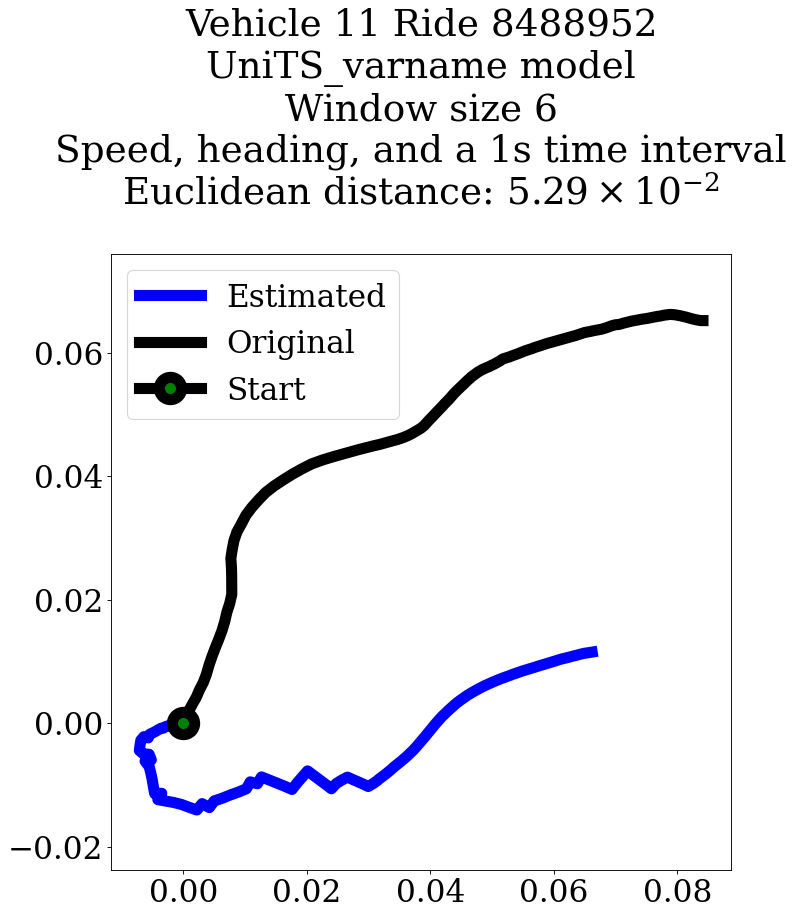 Vehicle 11 Ride 8488952
UniTS_varname model
Window size 6
Speed, heading, and a 1s time interval
Euclidean distance: 5.29 × 10⁻²
Estimated
Original
Start
0.06
0.04
0.02
0.00
−0.02
0.00 0.02 0.04 0.06 0.08